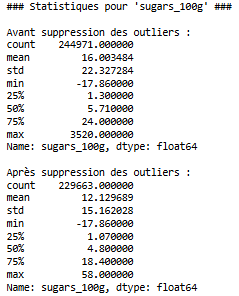 ### Statistiques pour 'sugars_100g' ###
Avant suppression des outliers :
count    244971.000000
mean         16.003484
std          22.327284
min         -17.860000
25%           1.300000
50%           5.710000
75%          24.000000
max        3520.000000
Name: sugars_100g, dtype: float64
Après suppression des outliers :
count    229663.000000
mean         12.129689
std          15.162028
min         -17.860000
25%           1.070000
50%           4.800000
75%          18.400000
max          58.000000
Name: sugars_100g, dtype: float64